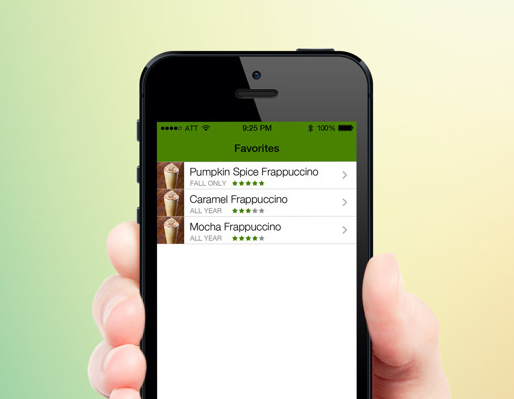 ATT 9:25 PM 100%
Favorites
Pumpkin Spice Frappuccino
FALL ONLY
Caramel Frappuccino
ALL YEAR
Mocha Frappuccino
ALL YEAR